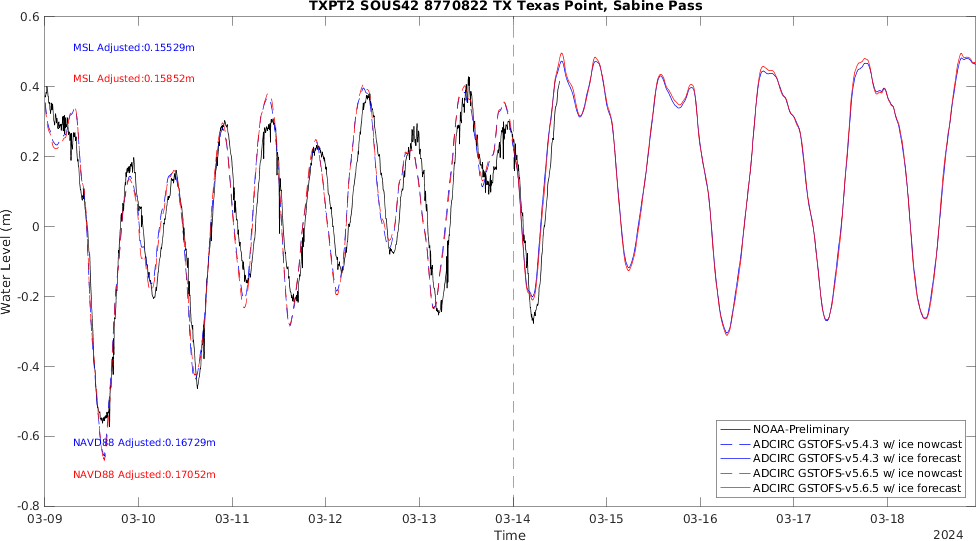 TXPT2 SOUS42 8770822 TX Texas Point, Sabine Pass
0.6
0.4
0.2
0
-0.2
-0.4
-0.6
-0.8
Water Level (m)
MSL Adjusted:0.15529m
MSL Adjusted:0.15852m
NAVD88 Adjusted:0.16729m
NAVD88 Adjusted:0.17052m
NOAA-Preliminary
ADCIRC GSTOFS-v5.4.3 w/ ice nowcast
ADCIRC GSTOFS-v5.4.3 w/ ice forecast
ADCIRC GSTOFS-v5.6.5 w/ ice nowcast
ADCIRC GSTOFS-v5.6.5 w/ ice forecast
03-09 03-10 03-11 03-12 03-13 03-14 03-15 03-16 03-17 03-18
Time
2024